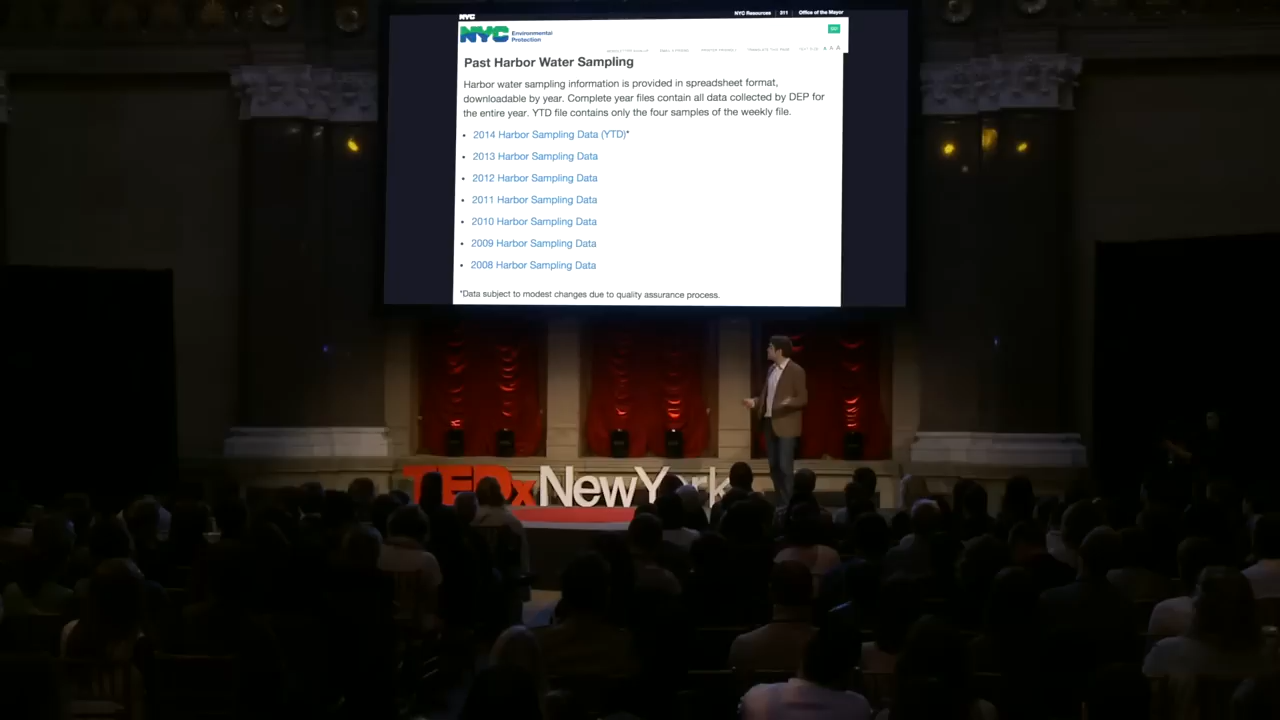 NYC
NYC Resources 311 Office of the Mayor
NYC Environmental
Protection
Past Harbor Water Sampling
Harbor water sampling information is provided in spreadsheet format,
downloadable by year. Complete year files contain all data collected by DEP for
the entire year. YTD file contains only the four samples of the weekly file.
• 2014 Harbor Sampling Data (YTD)*
• 2013 Harbor Sampling Data
• 2012 Harbor Sampling Data
• 2011 Harbor Sampling Data
• 2010 Harbor Sampling Data
• 2009 Harbor Sampling Data
• 2008 Harbor Sampling Data
*Data subject to modest changes due to quality assurance process.
TEDxNewYork